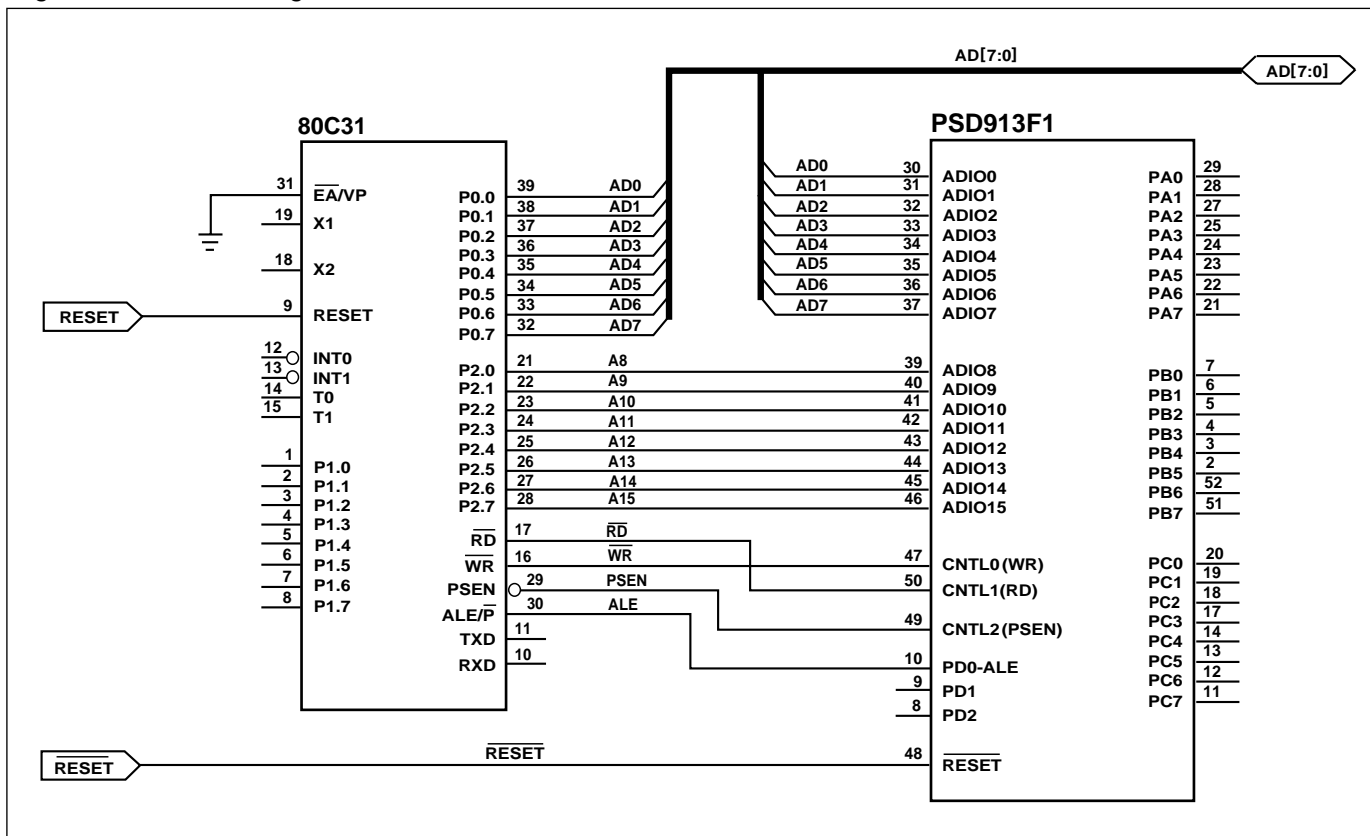 AD[7:0]
AD[7:0]
80C31
31
EA/VP
19
X1
18
X2
RESET
9
RESET
12
INT0
13
INT1
14
T0
15
T1
1
P1.0
2
P1.1
3
P1.2
4
P1.3
5
P1.4
6
P1.5
7
P1.6
8
P1.7
P0.0
39
AD0
P0.1
38
AD1
P0.2
37
AD2
P0.3
36
AD3
P0.4
35
AD4
P0.5
34
AD5
P0.6
33
AD6
P0.7
32
AD7
P2.0
21
A8
P2.1
22
A9
P2.2
23
A10
P2.3
24
A11
P2.4
25
A12
P2.5
26
A13
P2.6
27
A14
P2.7
28
A15
RD
17
RD
WR
16
WR
PSEN
29
PSEN
ALE/P
30
ALE
TXD
11
RXD
10
PSD913F1
AD0
30
ADIO0
AD1
31
ADIO1
AD2
32
ADIO2
AD3
33
ADIO3
AD4
34
ADIO4
AD5
35
ADIO5
AD6
36
ADIO6
AD7
37
ADIO7
39
ADIO8
40
ADIO9
41
ADIO10
42
ADIO11
43
ADIO12
44
ADIO13
45
ADIO14
46
ADIO15
47
CNTL0(WR)
50
CNTL1(RD)
49
CNTL2(PSEN)
10
PD0-ALE
9
PD1
8
PD2
48
RESET
PA0
29
PA1
28
PA2
27
PA3
25
PA4
24
PA5
23
PA6
22
PA7
21
PB0
7
PB1
6
PB2
5
PB3
4
PB4
3
PB5
2
PB6
52
PB7
51
PC0
20
PC1
19
PC2
18
PC3
17
PC4
14
PC5
13
PC6
12
PC7
11
RESET
RESET